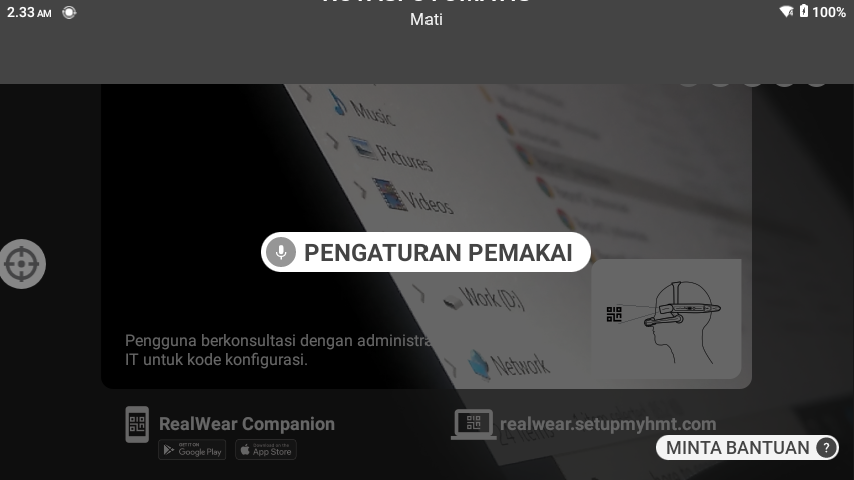 2.33 AM
100%
Mati
Music
Pictures
Videos
PENGATURAN PEMAKAI
Work (D:)
Network
Pengguna berkonsultasi dengan administra
IT untuk kode konfigurasi.
RealWear Companion
realwear.setupmyhmt.com
GET IT ON
Google Play
Download on the
App Store
MINTA BANTUAN ?